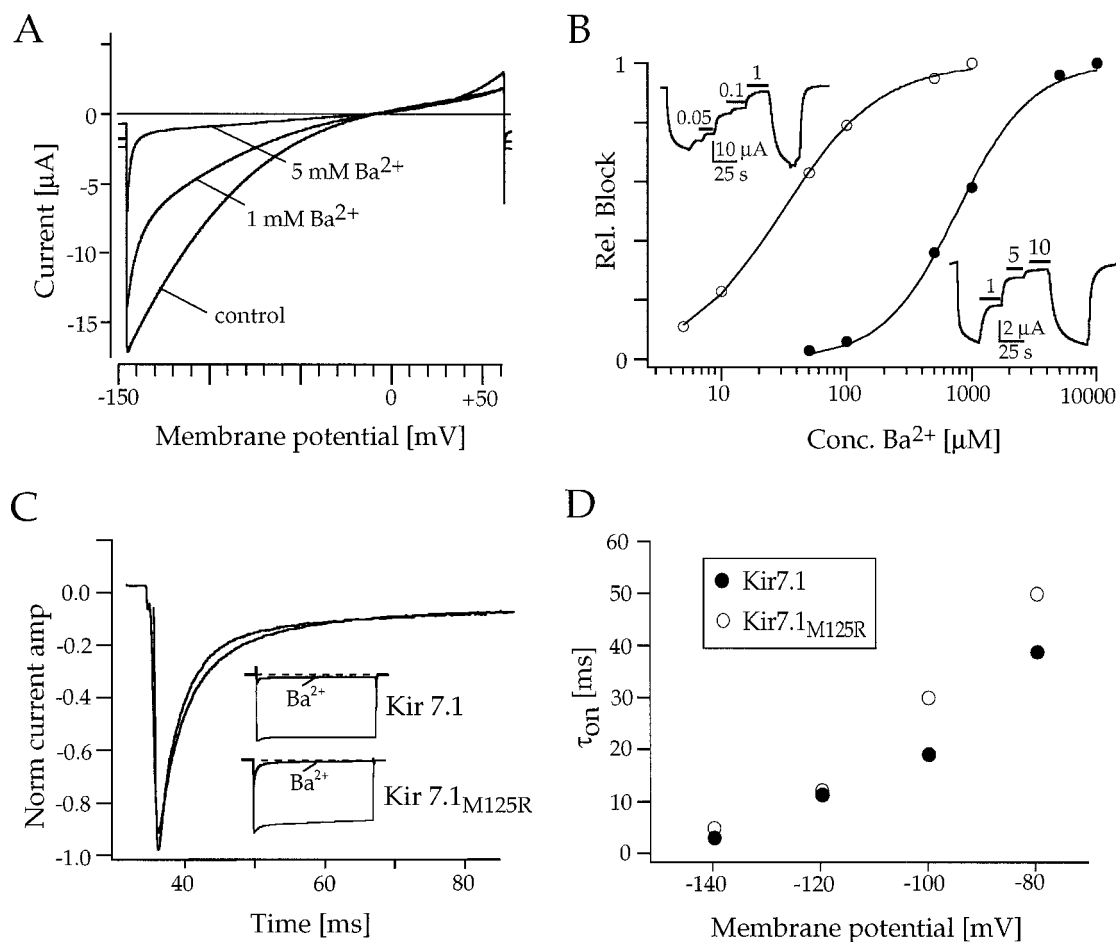 A
Current [µA]
0
-5
-10
-15
5 mM Ba2+
1 mM Ba2+
control
-150
0
+50
Membrane potential [mV]
B
Rel. Block
1
0
0.05
0.1
1
10 µA
25 s
1
5
10
2 µA
25 s
10
100
1000
10000
Conc. Ba2+ [µM]
C
Norm current amp
0.0
-0.2
-0.4
-0.6
-0.8
-1.0
Ba2+
Kir 7.1
Ba2+
Kir 7.1M125R
40
60
80
Time [ms]
D
τon [ms]
60
50
40
30
20
10
0
Kir7.1
Kir7.1M125R
-140
-120
-100
-80
Membrane potential [mV]